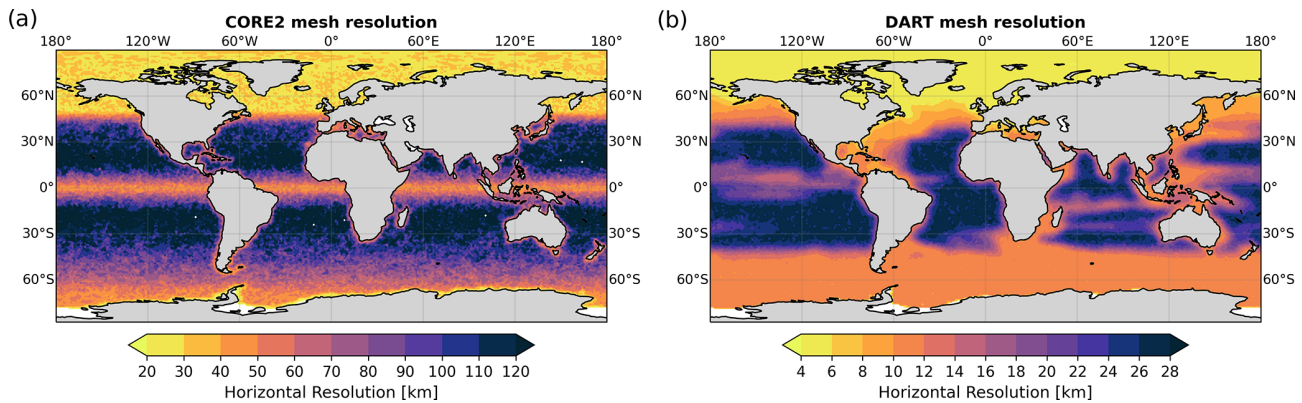 (a)
CORE2 mesh resolution
180° 120°W 60°W 0° 60°E 120°E 180°
60°N 60°N
30°N 30°N
0° 0°
30°S 30°S
60°S 60°S
20 30 40 50 60 70 80 90 100 110 120
Horizontal Resolution [km]
(b)
DART mesh resolution
180° 120°W 60°W 0° 60°E 120°E 180°
60°N 60°N
30°N 30°N
0° 0°
30°S 30°S
60°S 60°S
4 6 8 10 12 14 16 18 20 22 24 26 28
Horizontal Resolution [km]